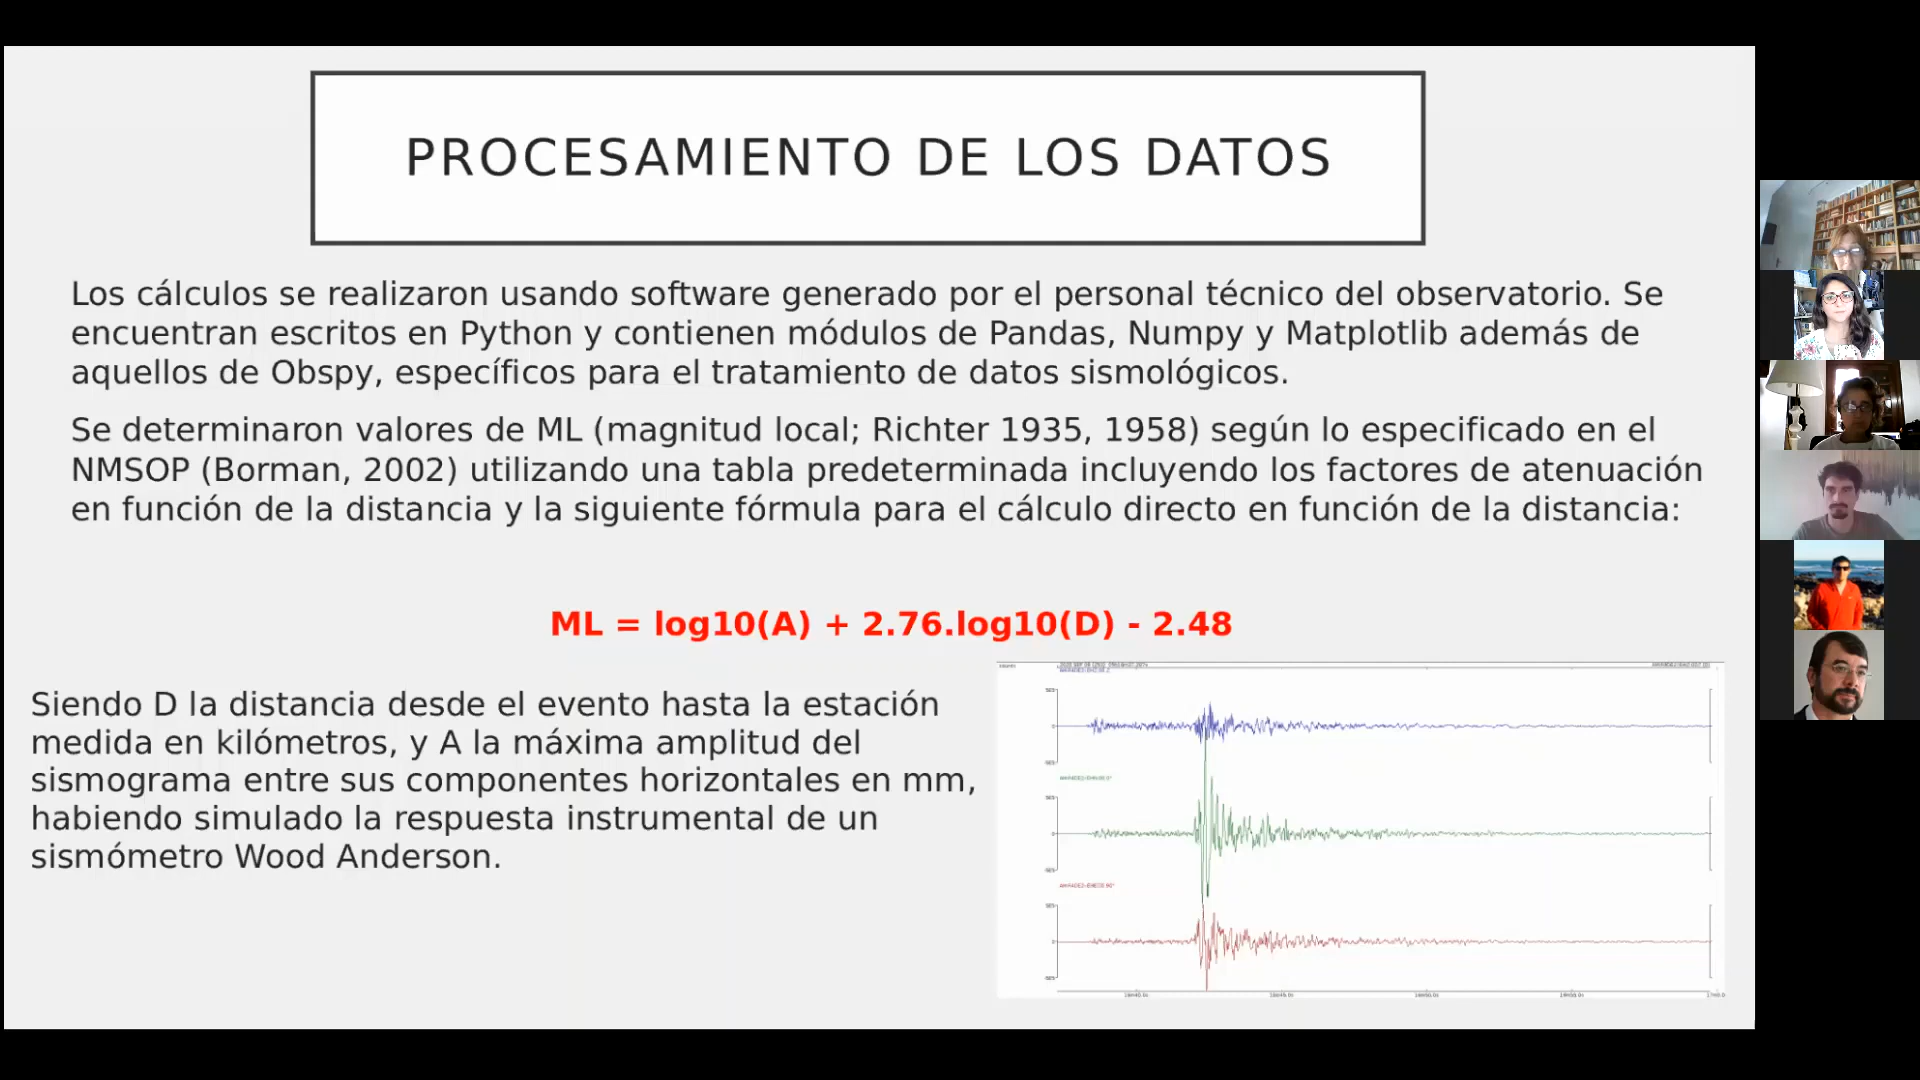 PROCESAMIENTO DE LOS DATOS
Los cálculos se realizaron usando software generado por el personal técnico del observatorio. Se
encuentran escritos en Python y contienen módulos de Pandas, Numpy y Matplotlib además de
aquellos de Obspy, específicos para el tratamiento de datos sismológicos.
Se determinaron valores de ML (magnitud local; Richter 1935, 1958) según lo especificado en el
NMSOP (Borman, 2002) utilizando una tabla predeterminada incluyendo los factores de atenuación
en función de la distancia y la siguiente fórmula para el cálculo directo en función de la distancia:
ML = log10(A) + 2.76.log10(D) - 2.48
Siendo D la distancia desde el evento hasta la estación
medida en kilómetros, y A la máxima amplitud del
sismograma entre sus componentes horizontales en mm,
habiendo simulado la respuesta instrumental de un
sismómetro Wood Anderson.